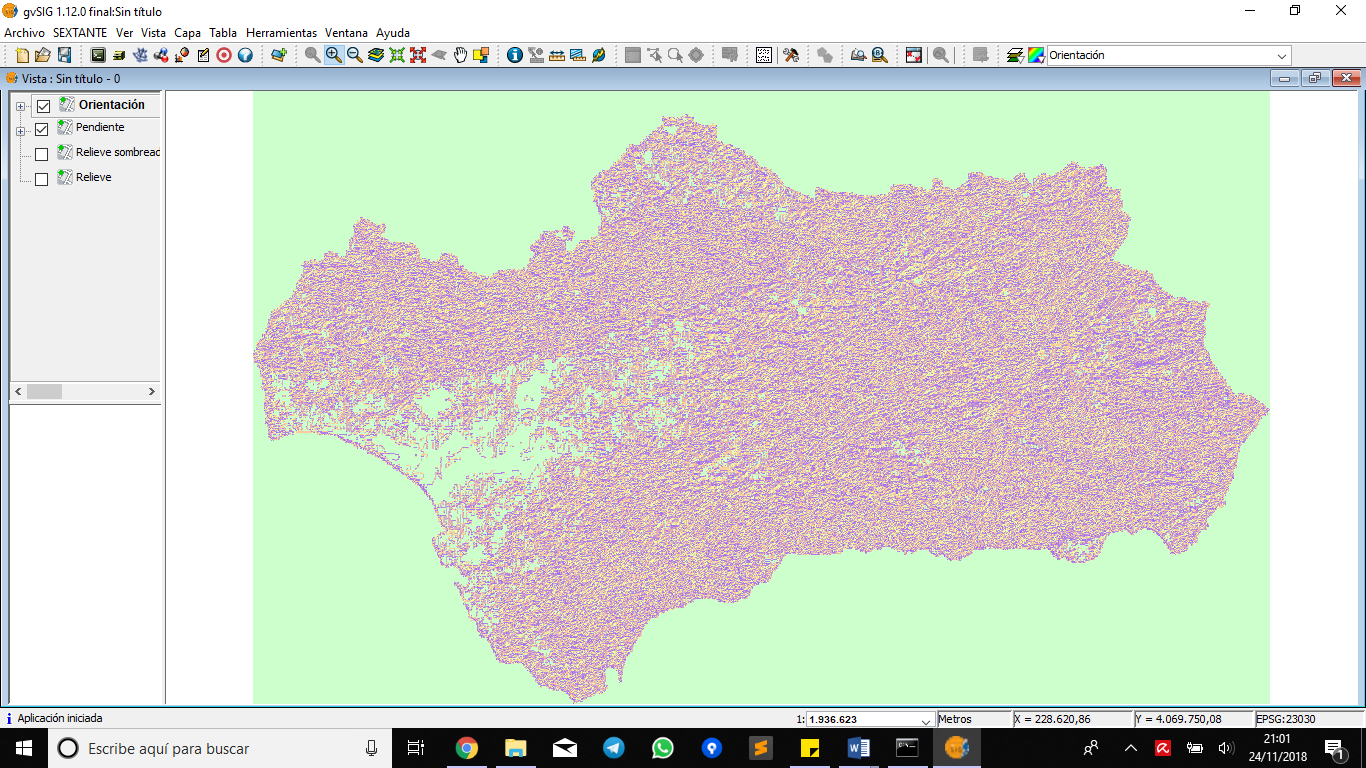 gvSIG 1.12.0 final:Sin título
Archivo SEXTANTE Ver Vista Capa Tabla Herramientas Ventana Ayuda
Orientación
Vista : Sin título - 0
Orientación
Pendiente
Relieve sombread
Relieve
Aplicación iniciada
1: 1.936.623
Metros
X = 228.620,86
Y = 4.069.750,08
EPSG:23030
Escribe aquí para buscar
21:01
24/11/2018
1